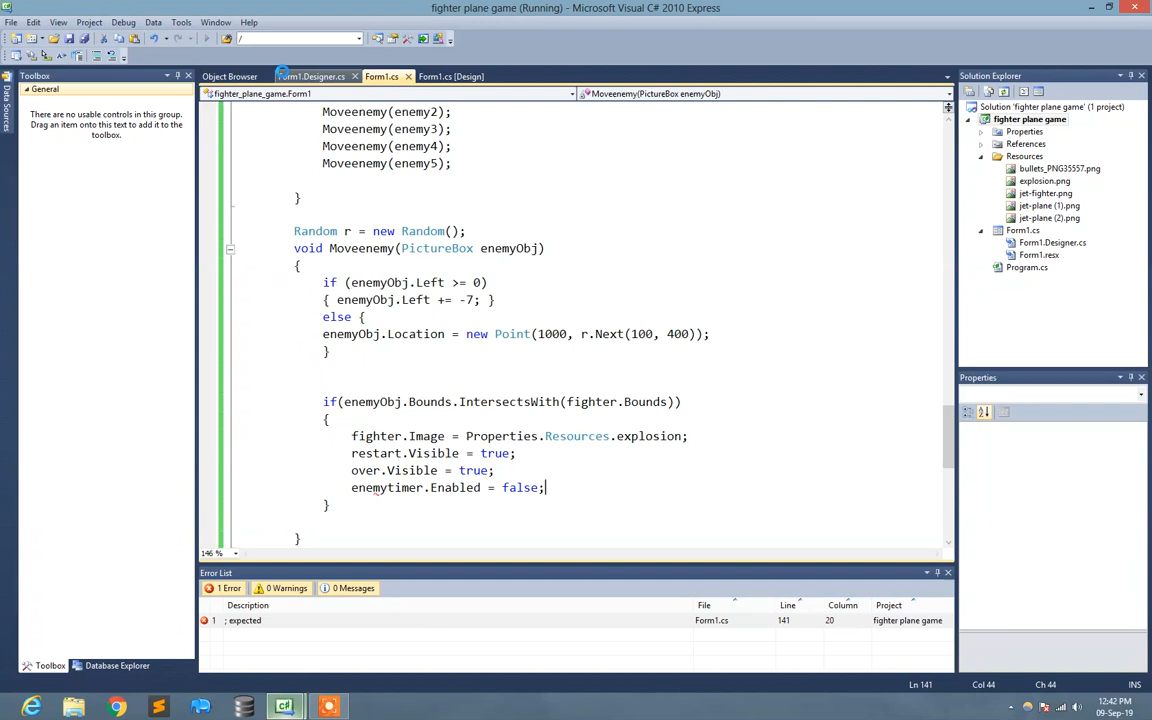 fighter plane game (Running) - Microsoft Visual C# 2010 Express
File Edit View Project Debug Data Tools Window Help
/
Toolbox
General
There are no usable controls in this group. Drag an item onto this text to add it to the toolbox.
Data Sources
Object Browser Form1.Designer.cs Form1.cs Form1.cs [Design]
fighter_plane_game.Form1 Moveenemy(PictureBox enemyObj)
Moveenemy(enemy2);
Moveenemy(enemy3);
Moveenemy(enemy4);
Moveenemy(enemy5);
}
Random r = new Random();
void Moveenemy(PictureBox enemyObj)
{
if (enemyObj.Left >= 0)
{ enemyObj.Left += -7; }
else {
enemyObj.Location = new Point(1000, r.Next(100, 400));
}
if(enemyObj.Bounds.IntersectsWith(fighter.Bounds))
{
fighter.Image = Properties.Resources.explosion;
restart.Visible = true;
over.Visible = true;
enemytimer.Enabled = false;
}
}
146 %
Solution Explorer
Solution 'fighter plane game' (1 project)
fighter plane game
Properties
References
Resources
bullets_PNG35557.png
explosion.png
jet-fighter.png
jet-plane (1).png
jet-plane (2).png
Form1.cs
Form1.Designer.cs
Form1.resx
Program.cs
Properties
Error List
1 Error 0 Warnings 0 Messages
Description File Line Column Project
1 ; expected Form1.cs 141 20 fighter plane game
Toolbox Database Explorer
Ln 141 Col 44 Ch 44 INS
12:42 PM
09-Sep-19